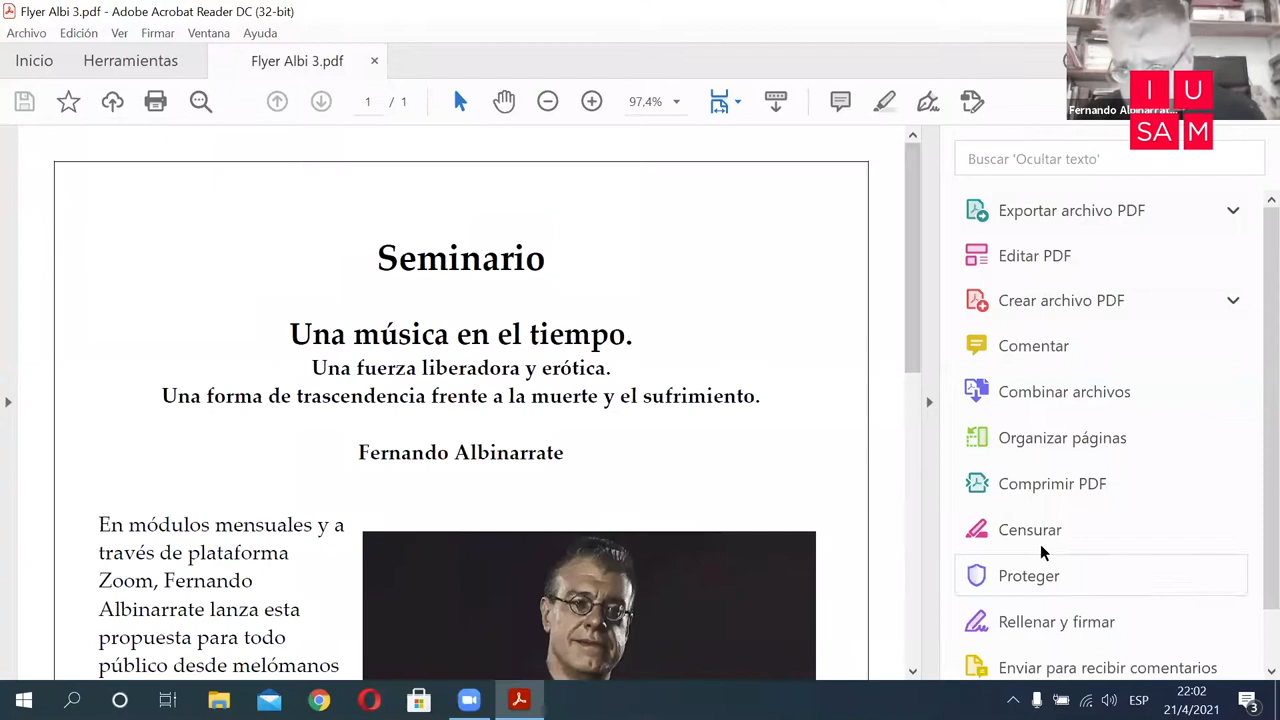 Flyer Albi 3.pdf - Adobe Acrobat Reader DC (32-bit)
Archivo Edición Ver Firmar Ventana Ayuda
Inicio Herramientas Flyer Albi 3.pdf ×
1 / 1 97,4%
Fernando Albinarrat...
I U
SA M
Buscar 'Ocultar texto'
Exportar archivo PDF
Editar PDF
Crear archivo PDF
Comentar
Combinar archivos
Organizar páginas
Comprimir PDF
Censurar
Proteger
Rellenar y firmar
Enviar para recibir comentarios
Seminario
Una música en el tiempo.
Una fuerza liberadora y erótica.
Una forma de trascendencia frente a la muerte y el sufrimiento.
Fernando Albinarrate
En módulos mensuales y a
través de plataforma
Zoom, Fernando
Albinarrate lanza esta
propuesta para todo
público desde melómanos
ESP
22:02
21/4/2021
3